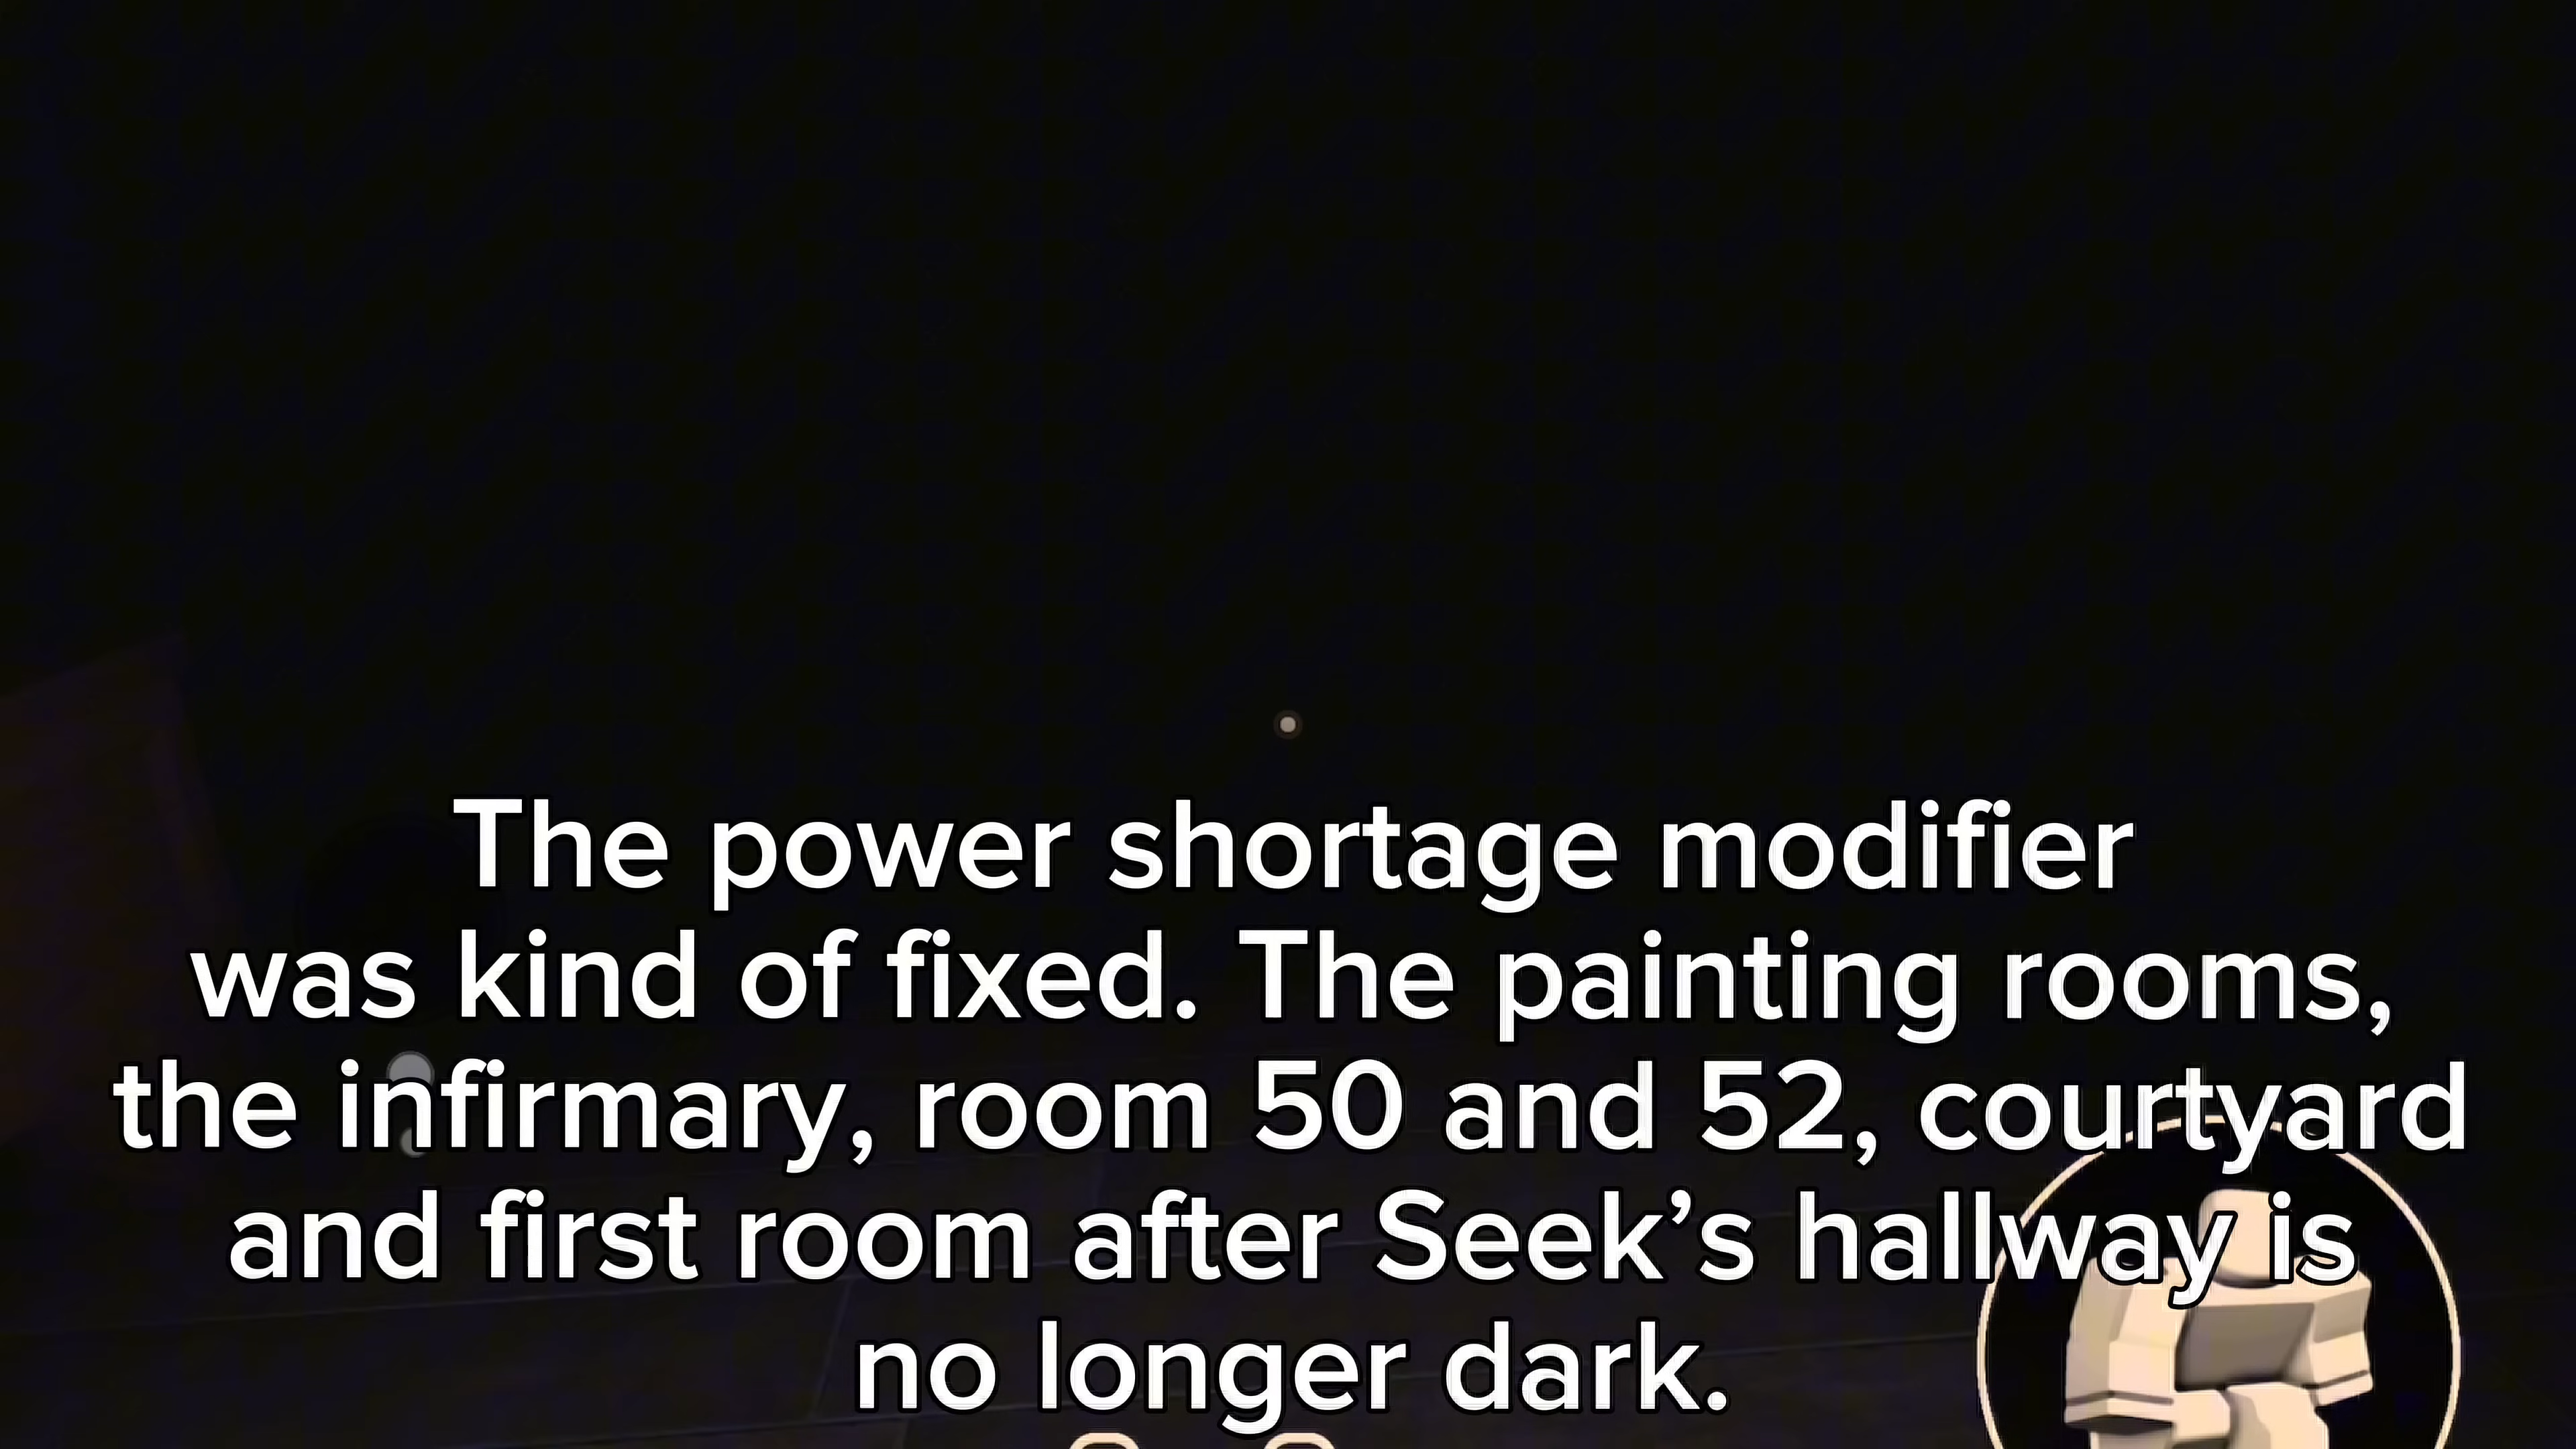 The power shortage modifier
was kind of fixed. The painting rooms,
the infirmary, room 50 and 52, courtyard
and first room after Seek’s hallway is
no longer dark.